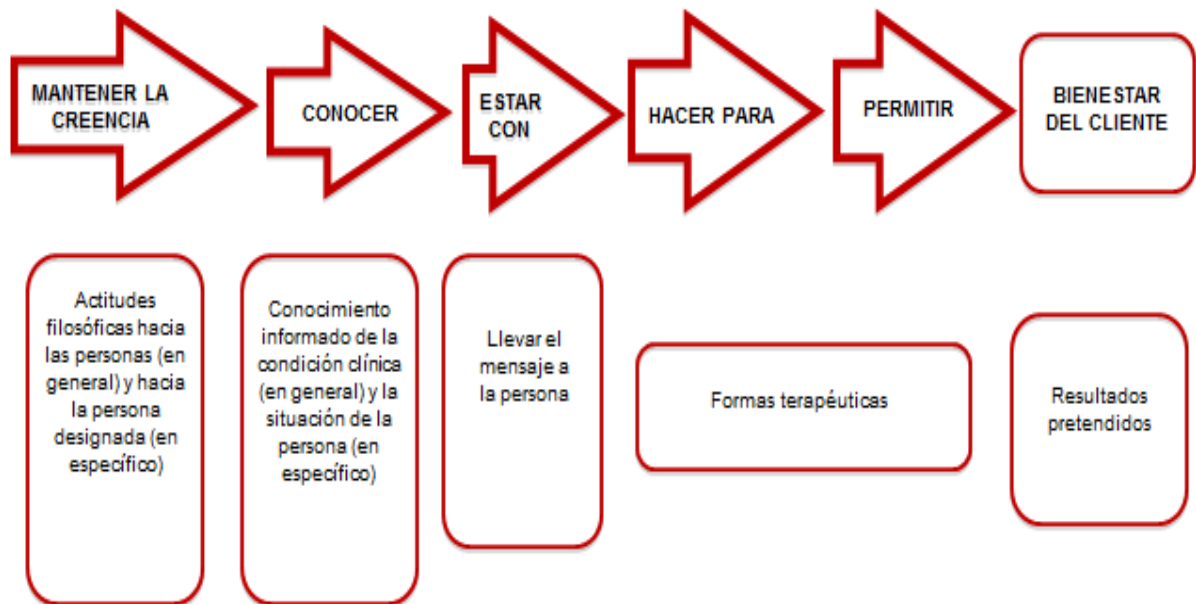 MANTENER LA
CREENCIA
CONOCER
ESTAR
CON
HACER PARA
PERMITIR
BIENESTAR
DEL CLIENTE
Actitudes
filosóficas hacia
las personas (en
general) y hacia
la persona
designada (en
específico)
Conocimiento
informado de la
condición clínica
(en general) y la
situación de la
persona (en
específico)
Llevar el
mensaje a
la persona
Formas terapéuticas
Resultados
pretendidos